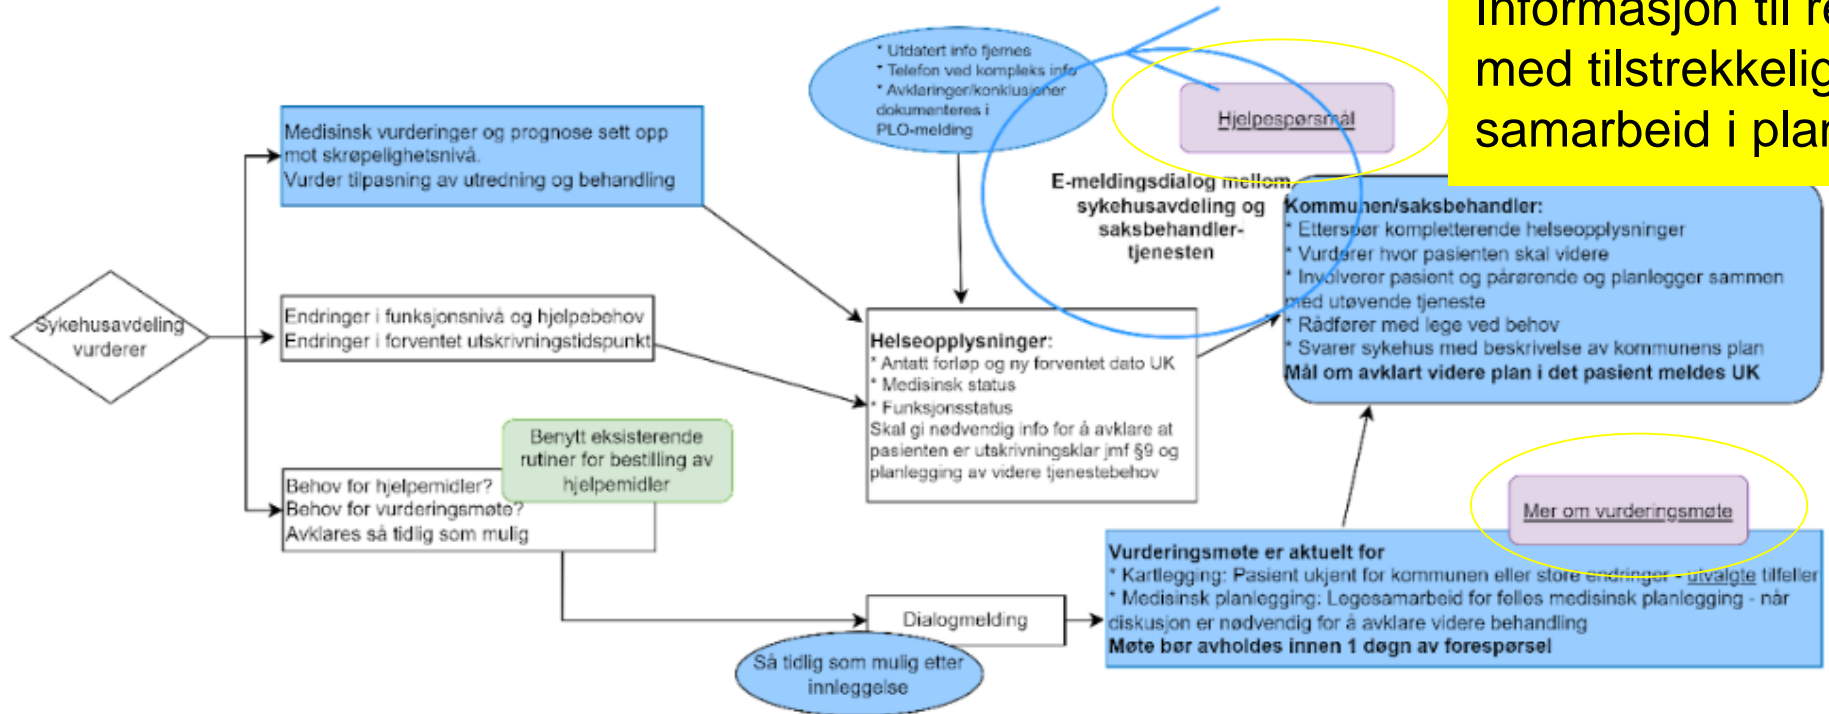 Informasjon til re
med tilstrekkelig
samarbeid i plan
* Utdatert info fjernes
* Telefon ved kompleks info
* Avklaringer/konklusjoner
dokumenteres i
PLO-melding
Hjelpespørsmål
Medisinsk vurderinger og prognose sett opp
mot skrøpelighetsnivå.
Vurder tilpasning av utredning og behandling
E-meldingsdialog mellom
sykehusavdeling og
saksbehandler-
tjenesten
Kommunen/saksbehandler:
* Etterspør kompletterende helseopplysninger
* Vurderer hvor pasienten skal videre
* Involverer pasient og pårørende og planlegger sammen
med utøvende tjeneste
* Rådfører med lege ved behov
* Svarer sykehus med beskrivelse av kommunens plan
Mål om avklart videre plan i det pasient meldes UK
Sykehusavdeling
vurderer
Endringer i funksjonsnivå og hjelpebehov
Endringer i forventet utskrivningstidspunkt
Helseopplysninger:
* Antatt forløp og ny forventet dato UK
* Medisinsk status
* Funksjonsstatus
Skal gi nødvendig info for å avklare at
pasienten er utskrivningsklar jmf §9 og
planlegging av videre tjenestebehov
Benytt eksisterende
rutiner for bestilling av
hjelpemidler
Behov for hjelpemidler?
Behov for vurderingsmøte?
Avklares så tidlig som mulig
Mer om vurderingsmøte
Vurderingsmøte er aktuelt for
* Kartlegging: Pasient ukjent for kommunen eller store endringer - utvalgte tilfeller
* Medisinsk planlegging: Legesamarbeid for felles medisinsk planlegging - når
diskusjon er nødvendig for å avklare videre behandling
Møte bør avholdes innen 1 døgn av forespørsel
Dialogmelding
Så tidlig som mulig etter
innleggelse